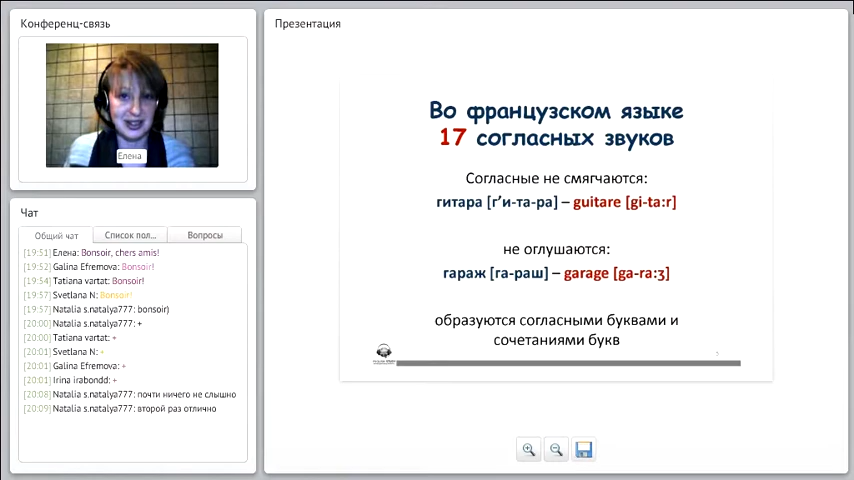 Конференц-связь
Елена
Чат
Общий чат
Список пол...
Вопросы
[19:51] Елена: Bonsoir, chers amis!
[19:52] Galina Efremova: Bonsoir!
[19:54] Tatiana vartat: Bonsoir!
[19:57] Svetlana N: Bonsoir!
[19:57] Natalia s.natalya777: bonsoir)
[20:00] Natalia s.natalya777: +
[20:00] Tatiana vartat: +
[20:01] Svetlana N: +
[20:01] Galina Efremova: +
[20:01] Irina irabondd: +
[20:08] Natalia s.natalya777: почти ничего не слышно
[20:09] Natalia s.natalya777: второй раз отлично
Презентация
Во французском языке
17 согласных звуков
Согласные не смягчаются:
гитара [г’и-та-ра] – guitare [gi-ta:r]
не оглушаются:
гараж [га-раш] – garage [ga-ra:ʒ]
образуются согласными буквами и
сочетаниями букв